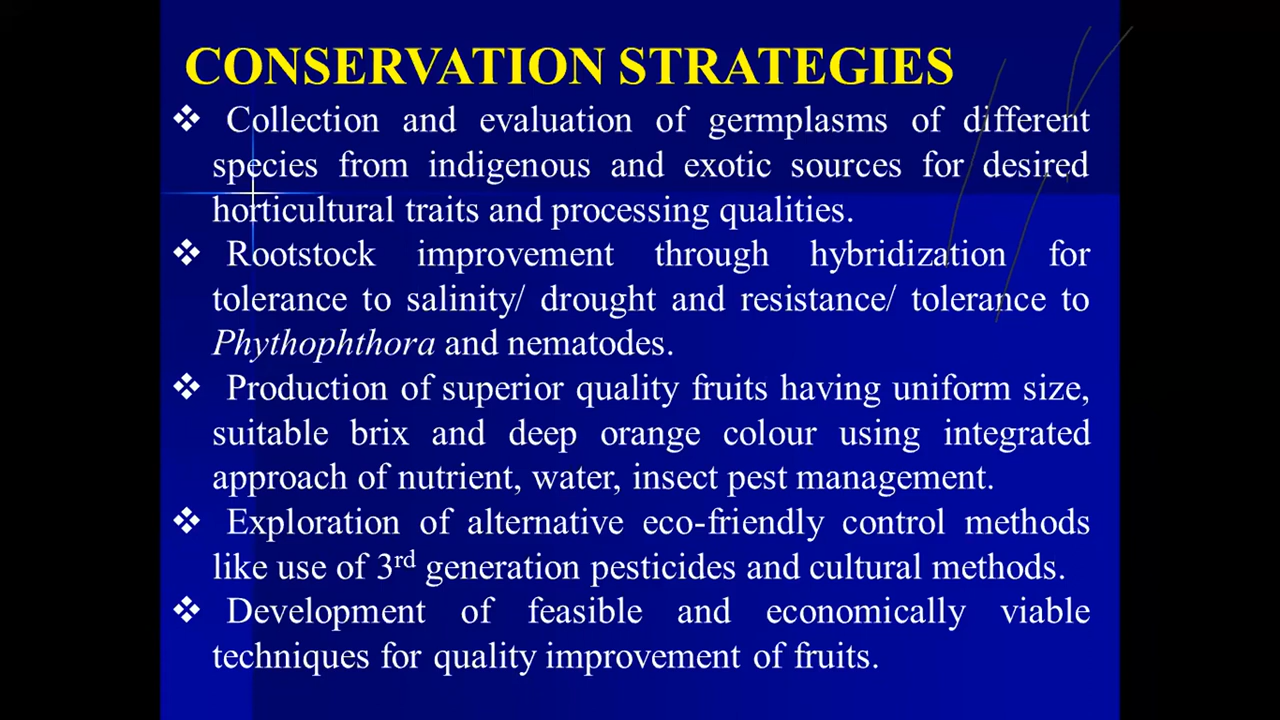 CONSERVATION STRATEGIES
❖ Collection and evaluation of germplasms of different
species from indigenous and exotic sources for desired
horticultural traits and processing qualities.
❖ Rootstock improvement through hybridization for
tolerance to salinity/ drought and resistance/ tolerance to
Phythophthora and nematodes.
❖ Production of superior quality fruits having uniform size,
suitable brix and deep orange colour using integrated
approach of nutrient, water, insect pest management.
❖ Exploration of alternative eco-friendly control methods
like use of 3rd generation pesticides and cultural methods.
❖ Development of feasible and economically viable
techniques for quality improvement of fruits.